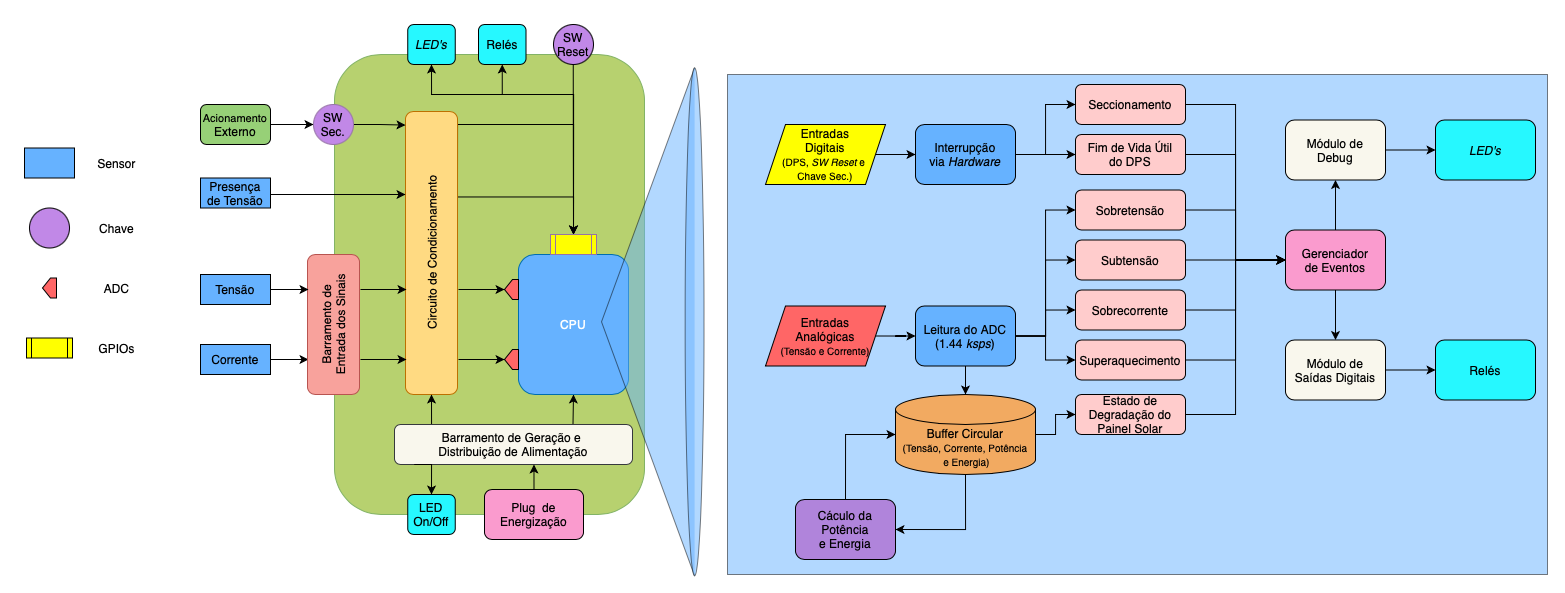 Sensor
Chave
ADC
GPIOs
LED's
Relés
SW
Reset
Acionamento
Externo
SW
Sec.
Presença
de Tensão
Tensão
Corrente
Barramento de
Entrada dos Sinais
Circuito de Condicionamento
CPU
Barramento de Geração e
Distribuição de Alimentação
LED
On/Off
Plug de
Energização
Entradas
Digitais
(DPS, SW Reset e
Chave Sec.)
Interrupção
via Hardware
Seccionamento
Fim de Vida Útil
do DPS
Sobretensão
Subtensão
Sobrecorrente
Superaquecimento
Estado de
Degradação do
Painel Solar
Entradas
Analógicas
(Tensão e Corrente)
Leitura do ADC
(1.44 ksps)
Buffer Circular
(Tensão, Corrente, Potência
e Energia)
Cáculo da
Potência
e Energia
Módulo de
Debug
LED's
Gerenciador
de Eventos
Módulo de
Saídas Digitais
Relés